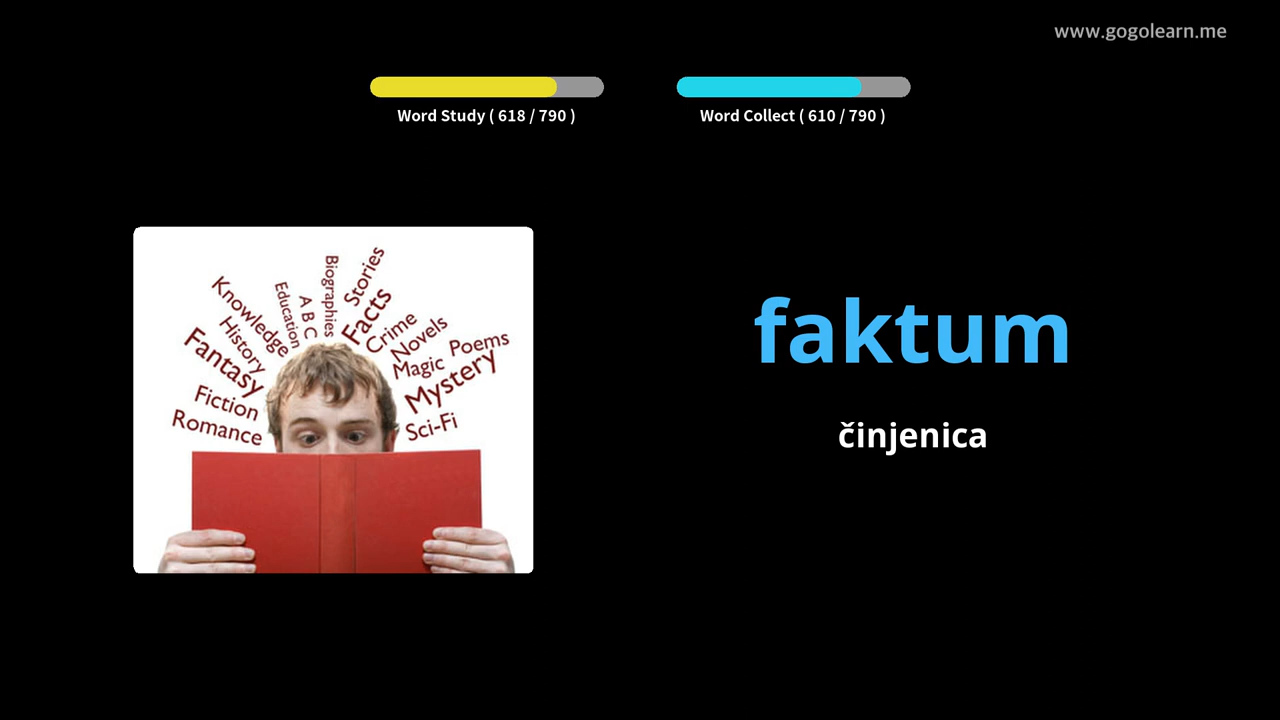 www.gogolearn.me
Word Study ( 618 / 790 )
Word Collect ( 610 / 790 )
Stories
Biographies
Facts
Education
A B C
Knowledge
Crime
History
Novels
Poems
Fantasy
Magic
Mystery
Fiction
Sci-Fi
Romance
faktum
činjenica